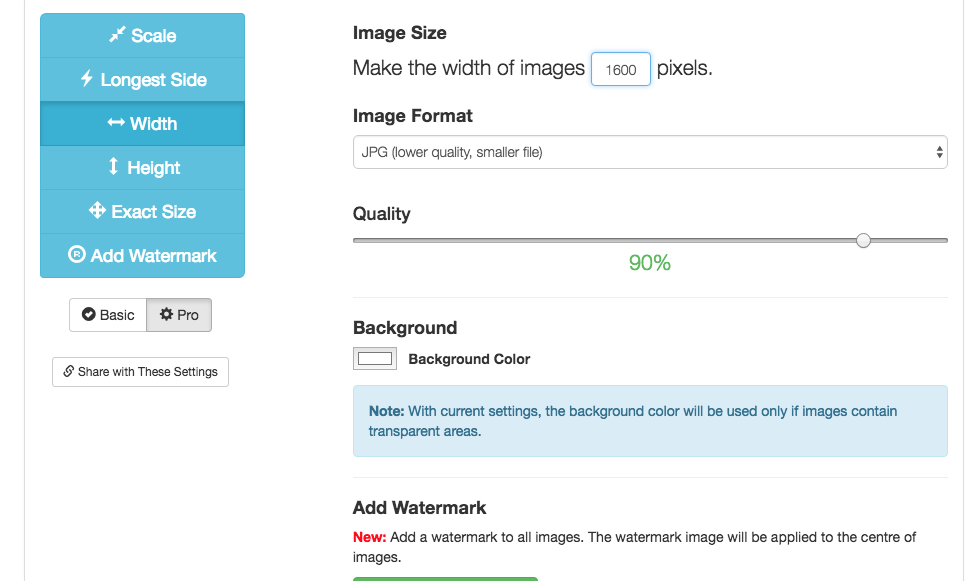 Scale
Longest Side
Width
Height
Exact Size
Add Watermark
Basic
Pro
Share with These Settings
Image Size
Make the width of images 1600 pixels.
Image Format
JPG (lower quality, smaller file)
Quality
90%
Background
Background Color
Note: With current settings, the background color will be used only if images contain
transparent areas.
Add Watermark
New: Add a watermark to all images. The watermark image will be applied to the centre of
images.